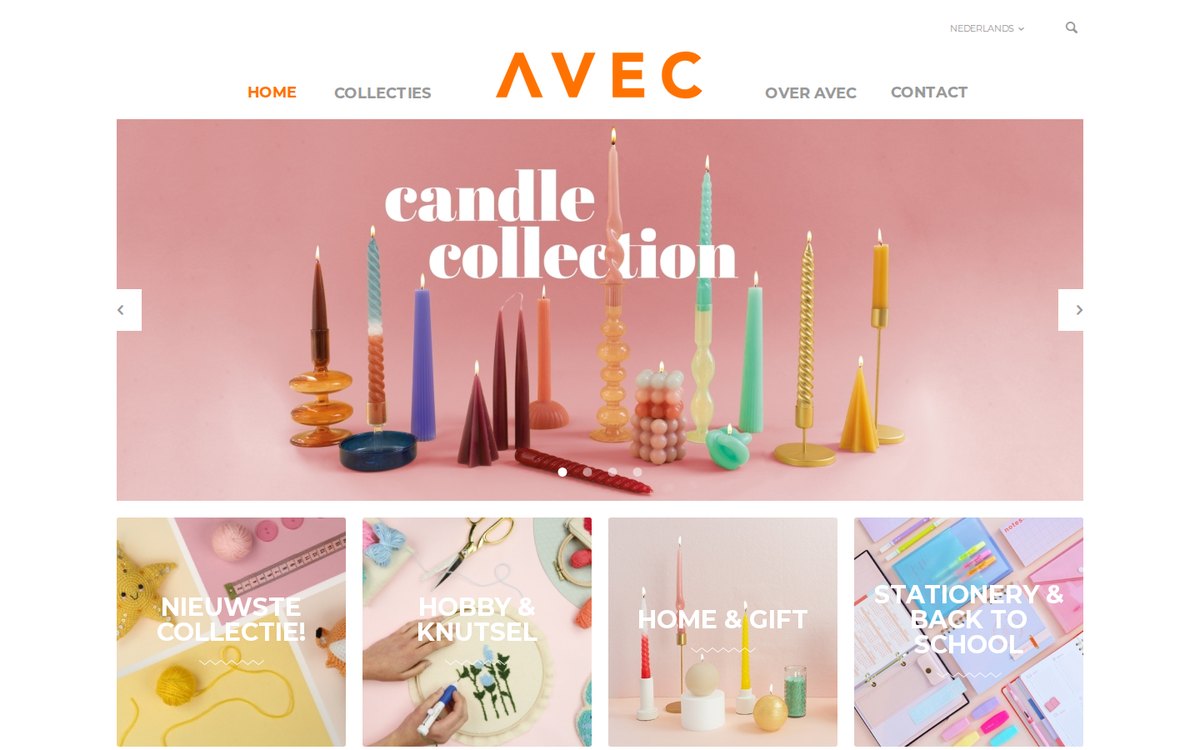 NEDERLANDS
HOME
COLLECTIES
AVEC
OVER AVEC
CONTACT
candle
collection
NIEUWSTE
COLLECTIE!
HOBBY &
KNUTSEL
HOME & GIFT
STATIONERY &
BACK TO
SCHOOL
notes